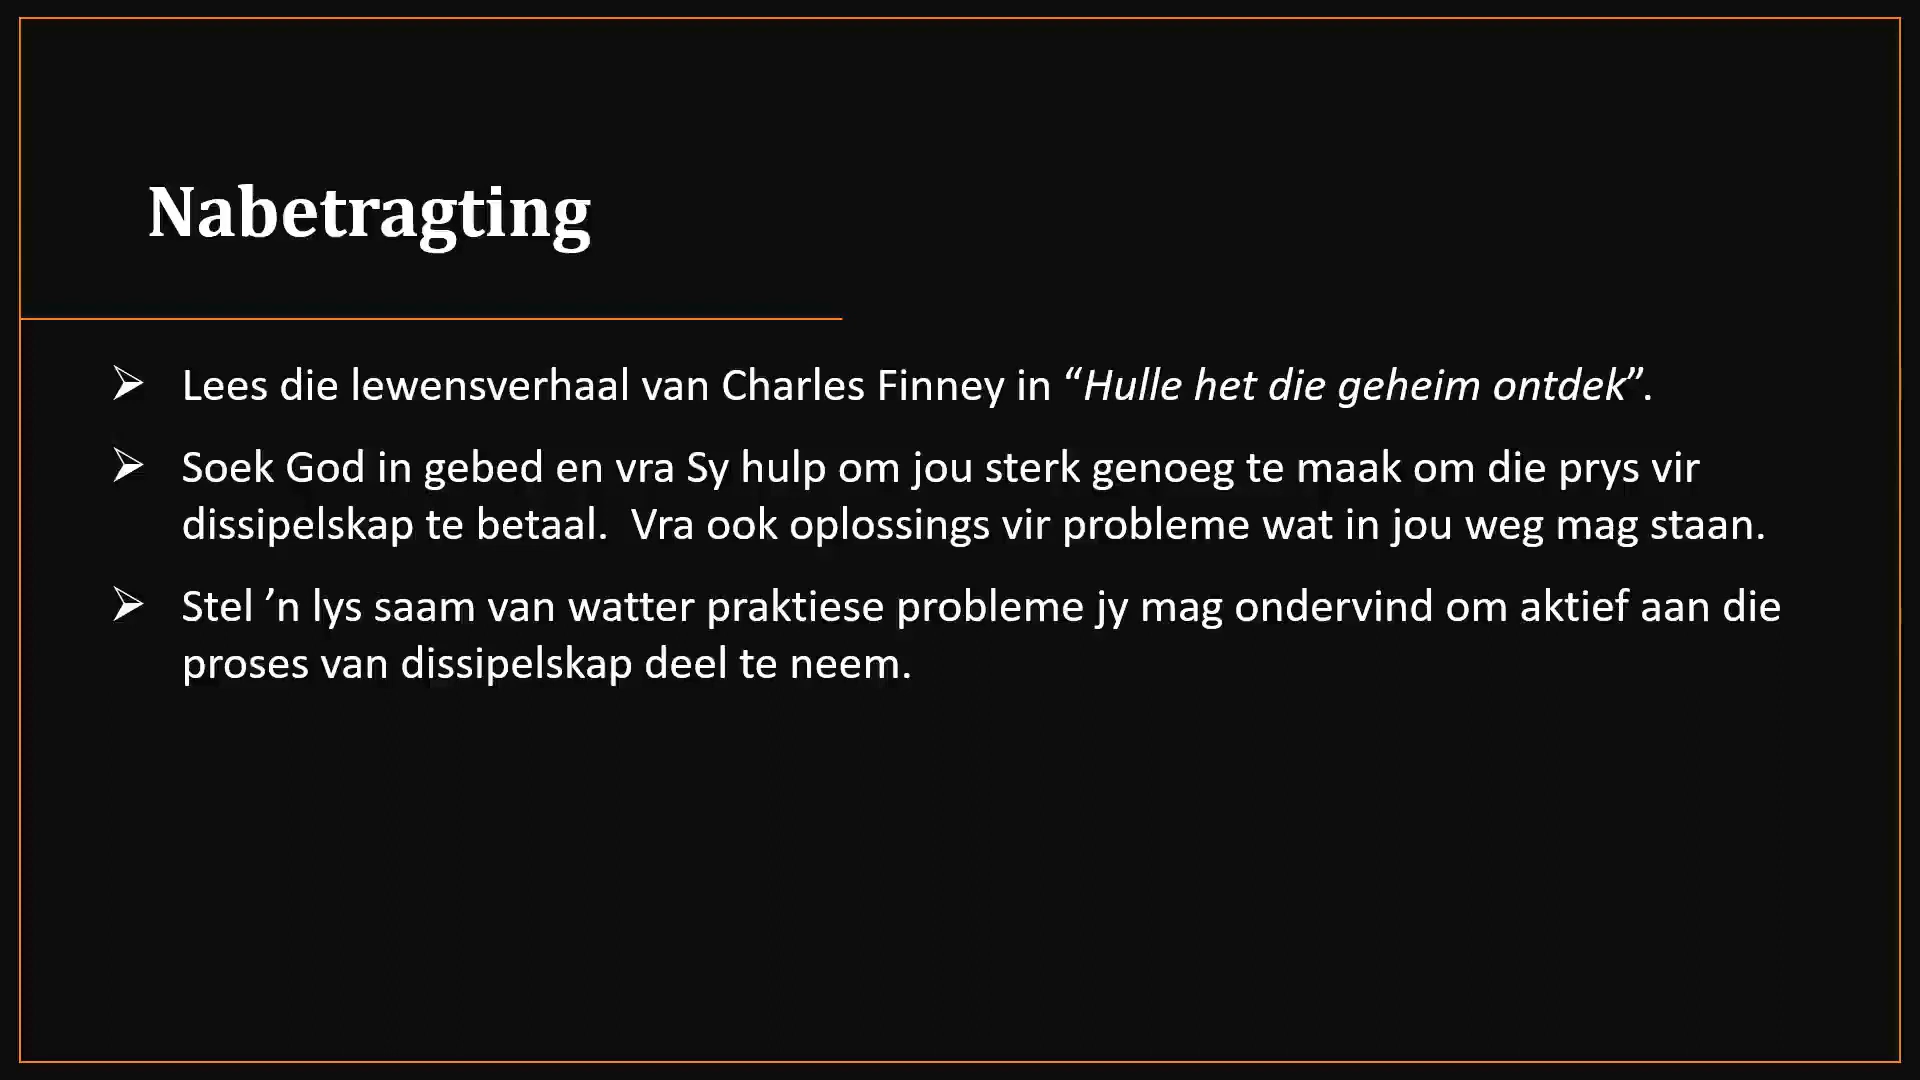 Nabetragting
Lees die lewensverhaal van Charles Finney in “Hulle het die geheim ontdek”.
Soek God in gebed en vra Sy hulp om jou sterk genoeg te maak om die prys vir
dissipelskap te betaal.  Vra ook oplossings vir probleme wat in jou weg mag staan.
Stel ’n lys saam van watter praktiese probleme jy mag ondervind om aktief aan die
proses van dissipelskap deel te neem.